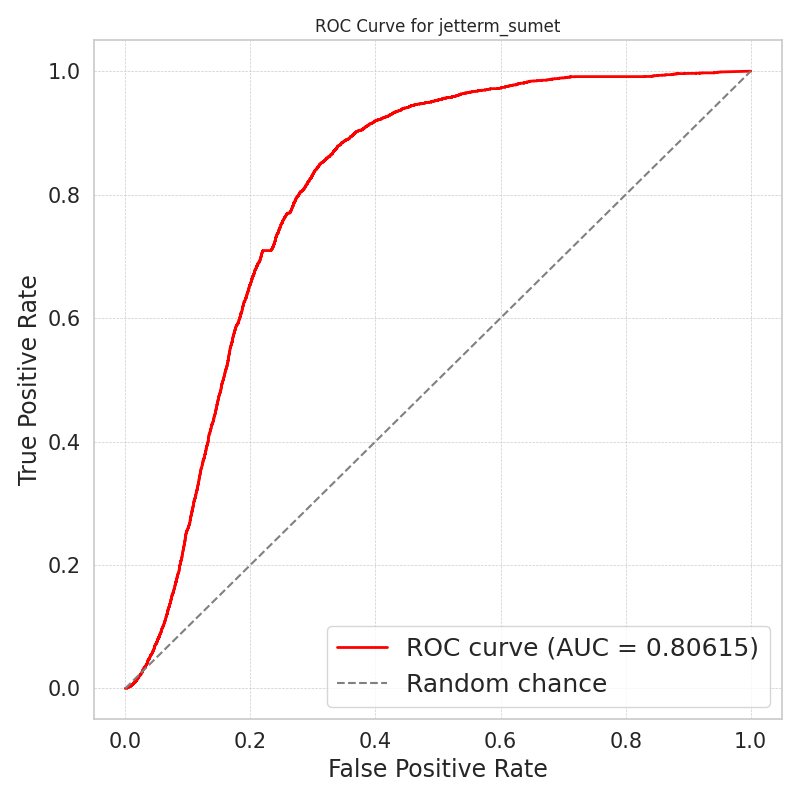 ROC Curve for jetterm_sumet
1.0
0.8
0.6
0.4
0.2
0.0
True Positive Rate
ROC curve (AUC = 0.80615)
Random chance
0.0 0.2 0.4 0.6 0.8 1.0
False Positive Rate